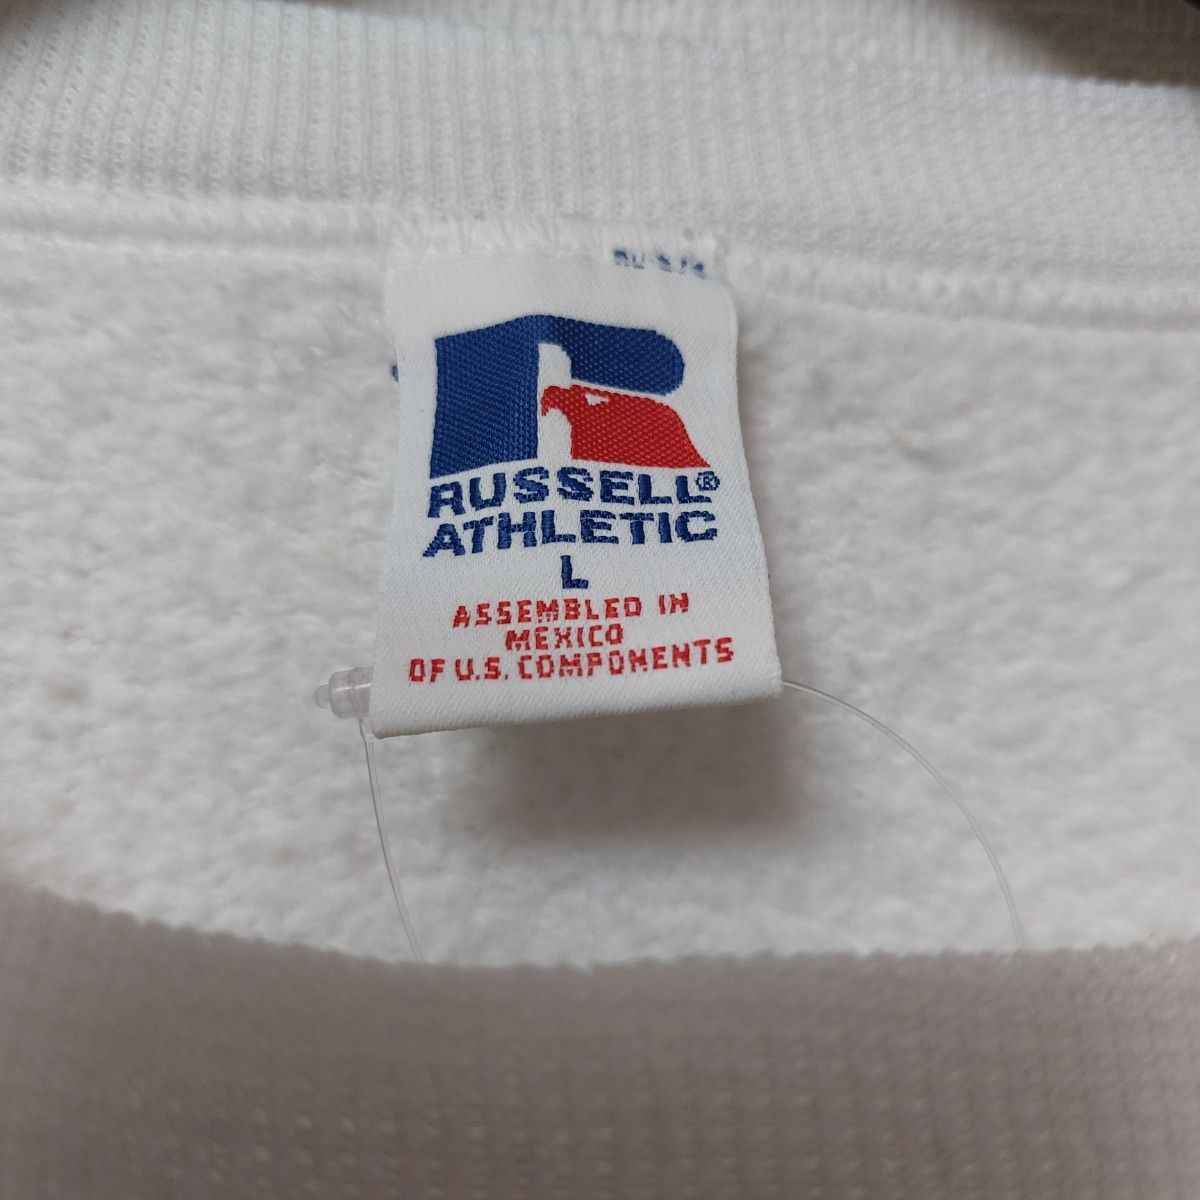 RUSSELL®
ATHLETIC
L
ASSEMBLED IN
MEXICO
OF U.S. COMPONENTS